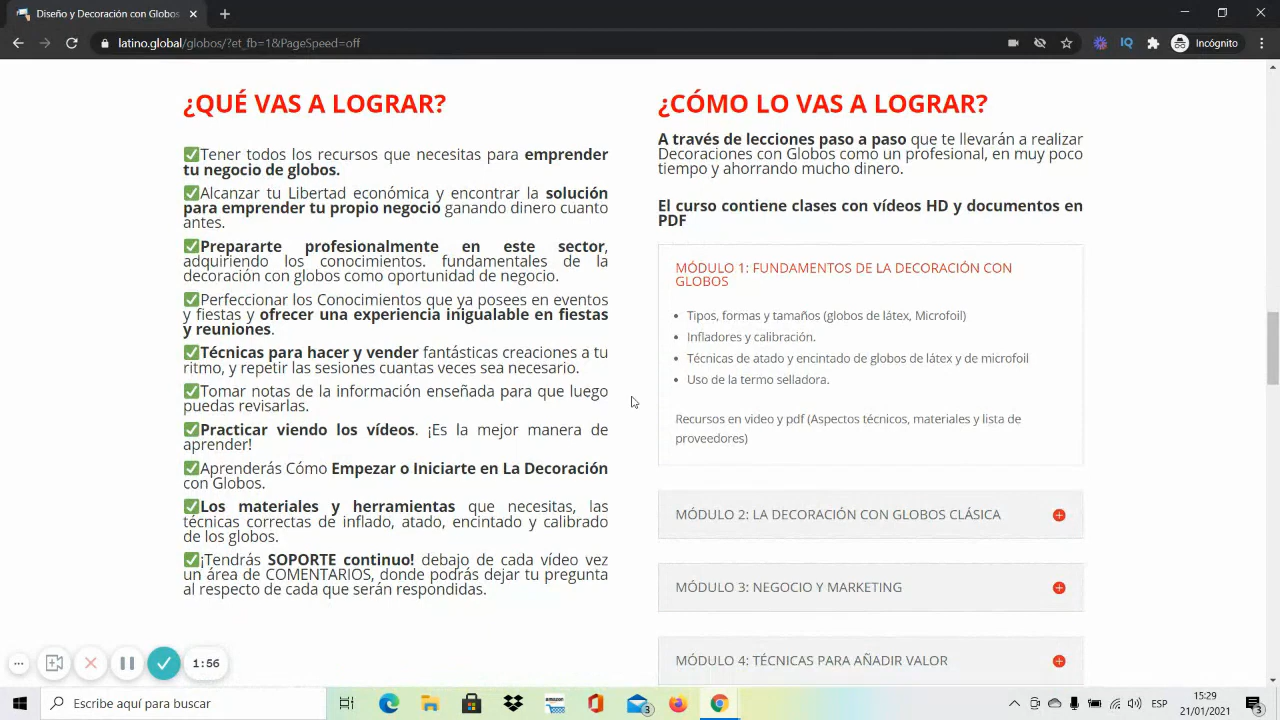 Diseño y Decoración con Globos
latino.global/globos/?et_fb=1&PageSpeed=off
Incógnito
¿QUÉ VAS A LOGRAR?
✅Tener todos los recursos que necesitas para emprender
tu negocio de globos.
✅Alcanzar tu Libertad económica y encontrar la solución
para emprender tu propio negocio ganando dinero cuanto
antes.
✅Prepararte profesionalmente en este sector,
adquiriendo los conocimientos. fundamentales de la
decoración con globos como oportunidad de negocio.
✅Perfeccionar los Conocimientos que ya posees en eventos
y fiestas y ofrecer una experiencia inigualable en fiestas
y reuniones.
✅Técnicas para hacer y vender fantásticas creaciones a tu
ritmo, y repetir las sesiones cuantas veces sea necesario.
✅Tomar notas de la información enseñada para que luego
puedas revisarlas.
✅Practicar viendo los vídeos. ¡Es la mejor manera de
aprender!
✅Aprenderás Cómo Empezar o Iniciarte en La Decoración
con Globos.
✅Los materiales y herramientas que necesitas, las
técnicas correctas de inflado, atado, encintado y calibrado
de los globos.
✅¡Tendrás SOPORTE continuo! debajo de cada vídeo vez
un área de COMENTARIOS, donde podrás dejar tu pregunta
al respecto de cada que serán respondidas.
¿CÓMO LO VAS A LOGRAR?
A través de lecciones paso a paso que te llevarán a realizar
Decoraciones con Globos como un profesional, en muy poco
tiempo y ahorrando mucho dinero.
El curso contiene clases con vídeos HD y documentos en
PDF
MÓDULO 1: FUNDAMENTOS DE LA DECORACIÓN CON
GLOBOS
• Tipos, formas y tamaños (globos de látex, Microfoil)
• Infladores y calibración.
• Técnicas de atado y encintado de globos de látex y de microfoil
• Uso de la termo selladora.
Recursos en video y pdf (Aspectos técnicos, materiales y lista de
proveedores)
MÓDULO 2: LA DECORACIÓN CON GLOBOS CLÁSICA
MÓDULO 3: NEGOCIO Y MARKETING
MÓDULO 4: TÉCNICAS PARA AÑADIR VALOR
1:56
Escribe aquí para buscar
amazon
3
ESP
15:29
21/01/2021
3